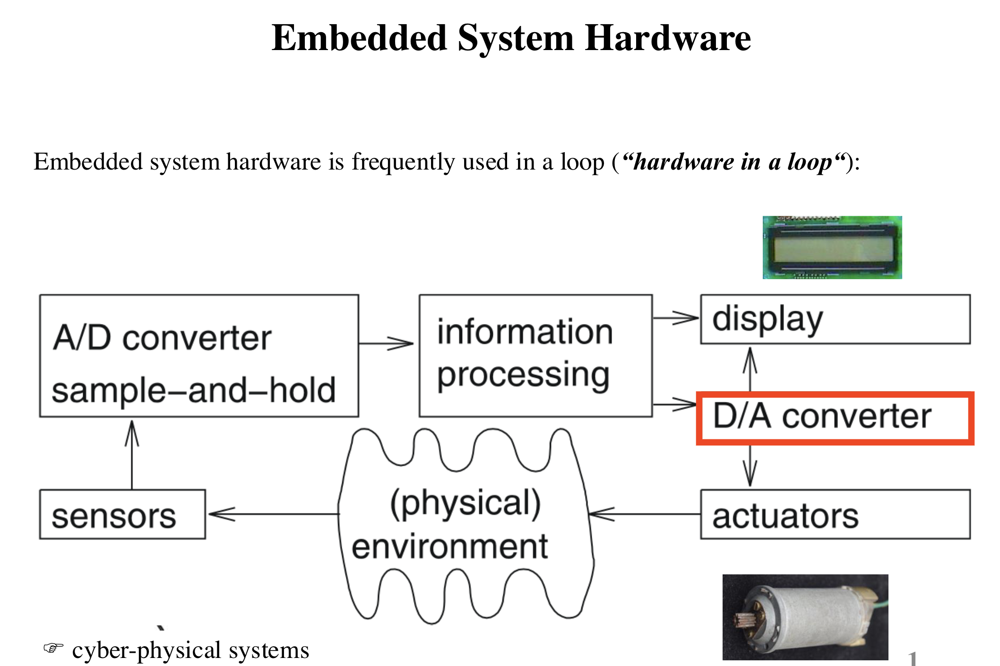 Embedded System Hardware
Embedded system hardware is frequently used in a loop (“hardware in a loop“):
A/D converter
sample–and–hold
information
processing
display
D/A converter
sensors
(physical)
environment
actuators
☞ cyber-physical systems
1